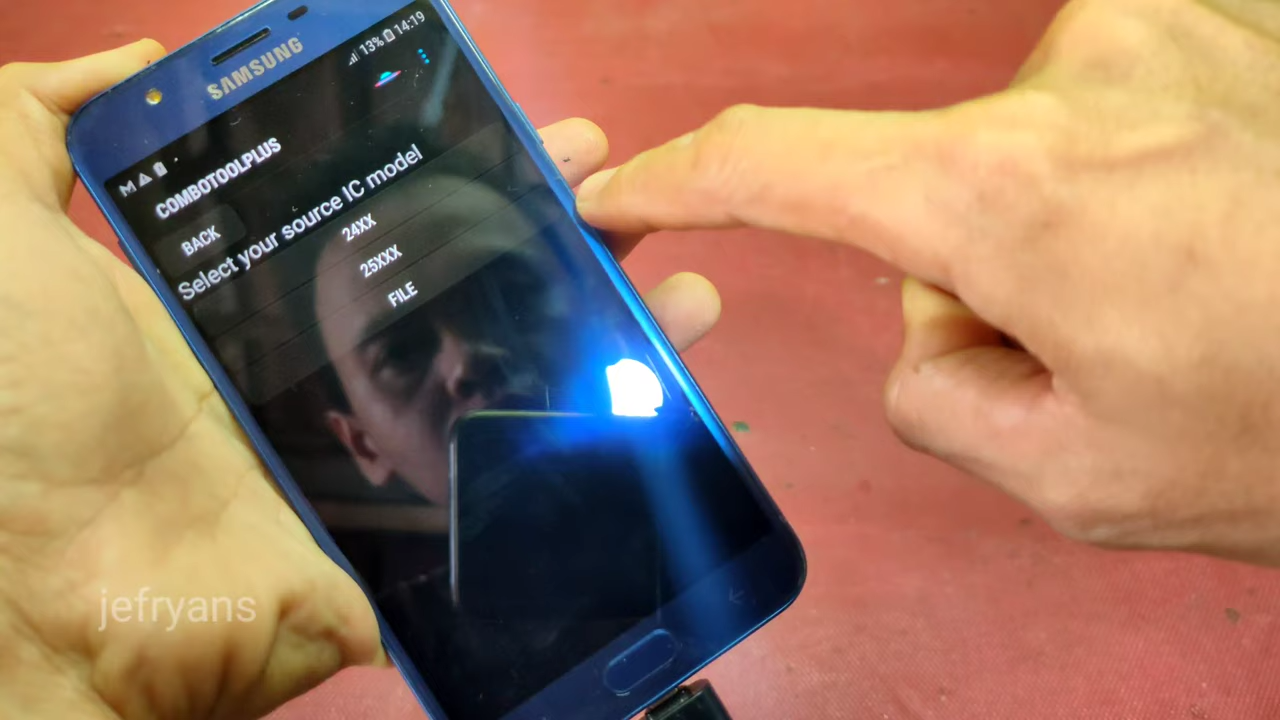 SAMSUNG
13% 14:19
COMBOTOOLPLUS
BACK
Select your source IC model
24XX
25XXX
FILE
jefryans